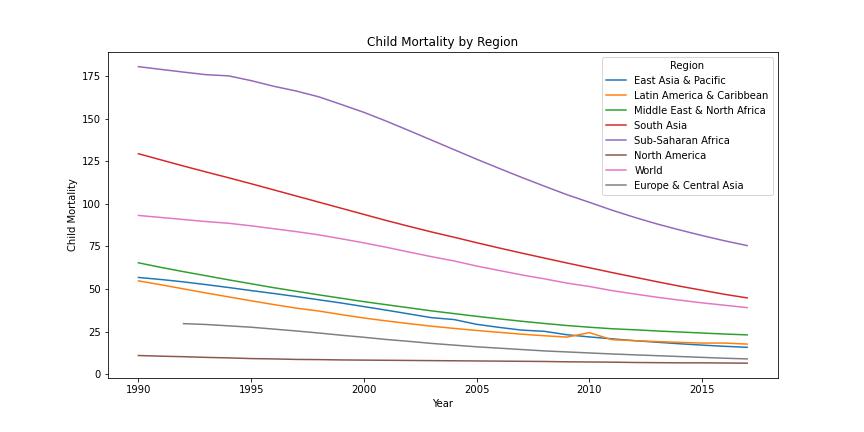 Child Mortality by Region
Child Mortality
175
150
125
100
75
50
25
0
1990
1995
2000
2005
2010
2015
Year
Region
East Asia & Pacific
Latin America & Caribbean
Middle East & North Africa
South Asia
Sub-Saharan Africa
North America
World
Europe & Central Asia